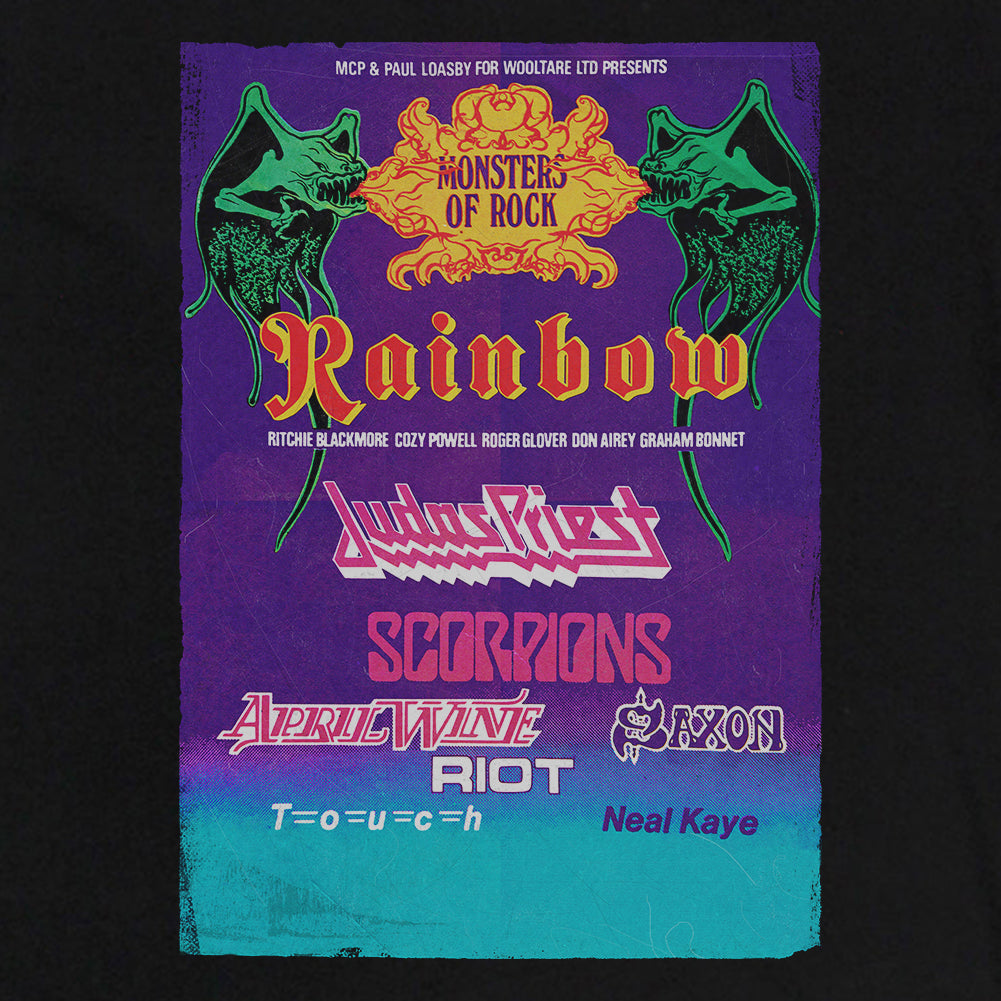 MCP & PAUL LOASBY FOR WOOLTARE LTD PRESENTS
MONSTERS
OF ROCK
Rainbow
RITCHIE BLACKMORE COZY POWELL ROGER GLOVER DON AIREY GRAHAM BONNET
Judas Priest
SCORPIONS
APRIL WINE SAXON
RIOT
T=o=u=c=h Neal Kaye